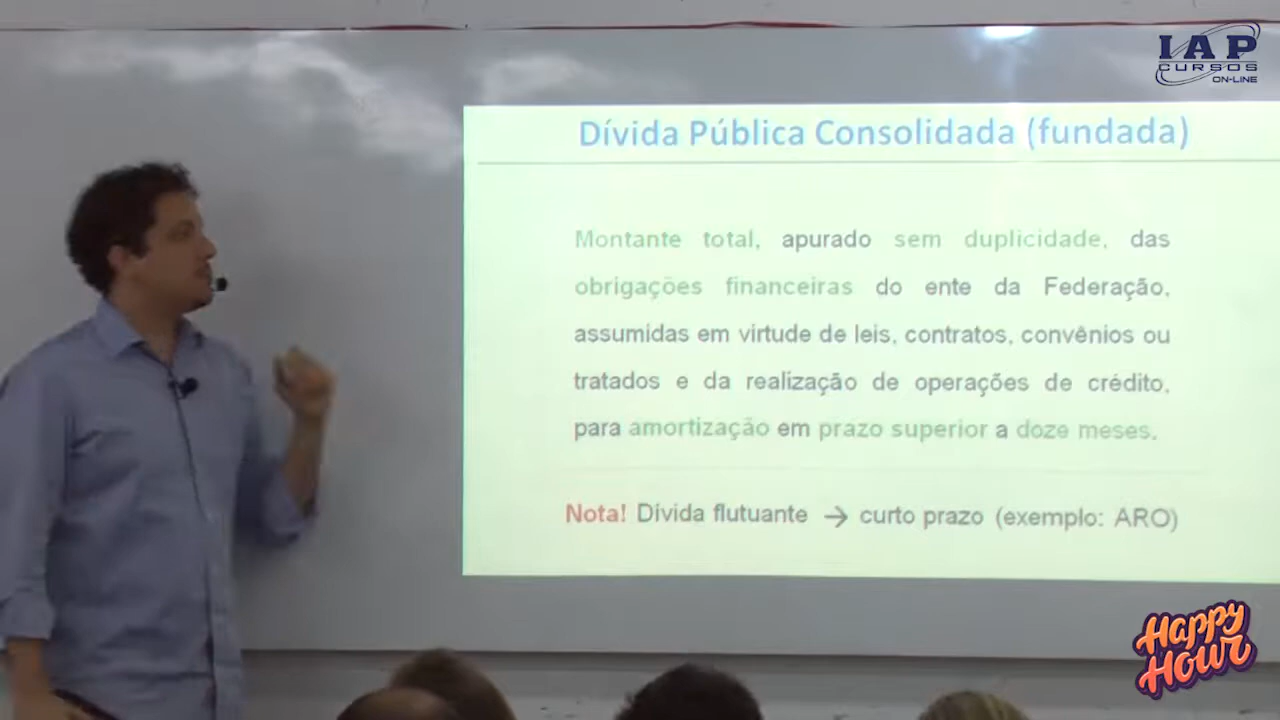 IAP
CURSOS
ON-LINE
Dívida Pública Consolidada (fundada)
Montante total, apurado sem duplicidade, das
obrigações financeiras do ente da Federação,
assumidas em virtude de leis, contratos, convênios ou
tratados e da realização de operações de crédito,
para amortização em prazo superior a doze meses.
Nota! Dívida flutuante → curto prazo (exemplo: ARO)
Happy
Hour